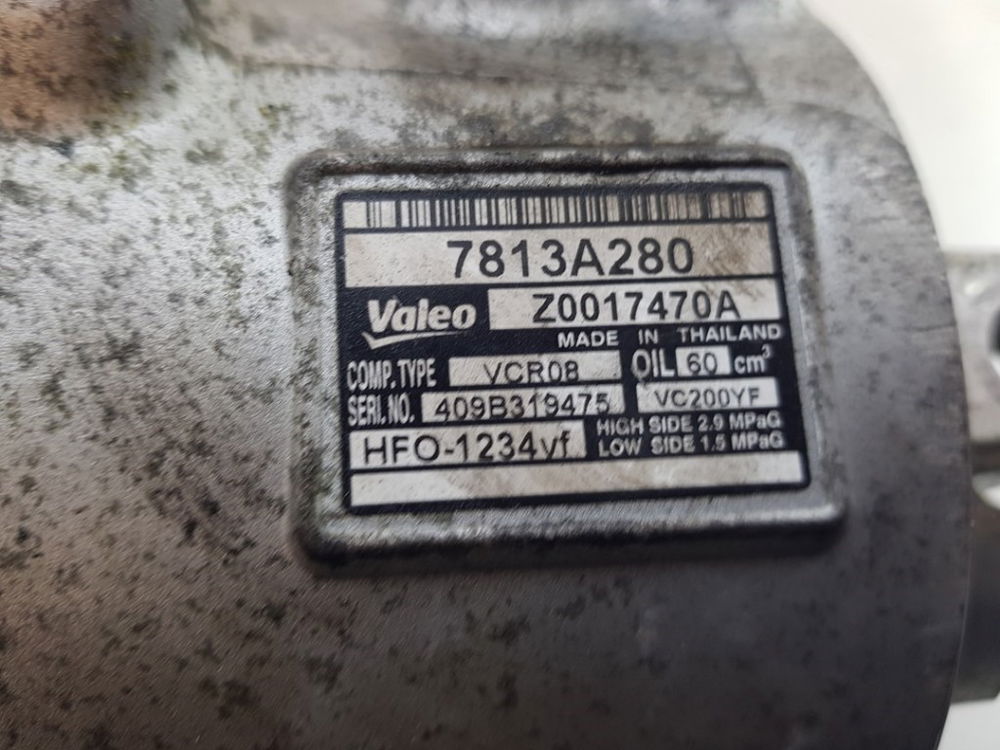 7813A280
Valeo Z0017470A
MADE IN THAILAND
COMP.TYPE VCR08 OIL 60 cm³
SERI.NO. 409B319475 VC200YF
HFO-1234yf HIGH SIDE 2.9 MPaG
LOW SIDE 1.5 MPaG